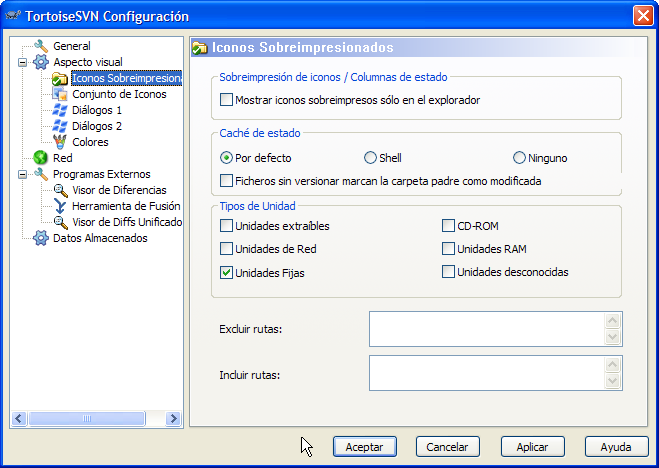 TortoiseSVN Configuración
General
Aspecto visual
Iconos Sobreimpresiona
Conjunto de Iconos
Diálogos 1
Diálogos 2
Colores
Red
Programas Externos
Visor de Diferencias
Herramienta de Fusión
Visor de Diffs Unificado
Datos Almacenados
Iconos Sobreimpresionados
Sobreimpresión de iconos / Columnas de estado
Mostrar iconos sobreimpresos sólo en el explorador
Caché de estado
Por defecto Shell Ninguno
Ficheros sin versionar marcan la carpeta padre como modificada
Tipos de Unidad
Unidades extraíbles CD-ROM
Unidades de Red Unidades RAM
Unidades Fijas Unidades desconocidas
Excluir rutas:
Incluir rutas:
Aceptar Cancelar Aplicar Ayuda